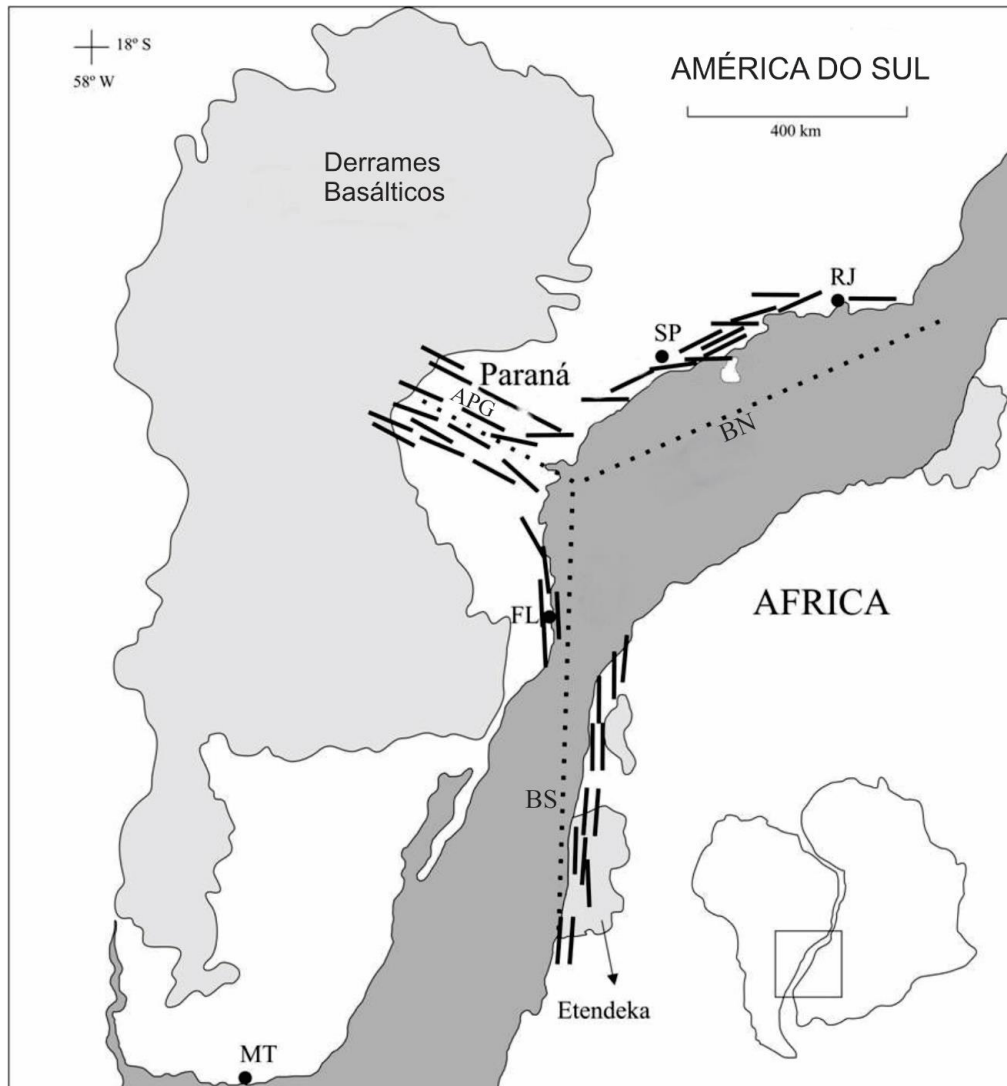 18º S
58º W
AMÉRICA DO SUL
400 km
Derrames
Basálticos
RJ
SP
Paraná
APG
BN
AFRICA
FL
BS
Etendeka
MT